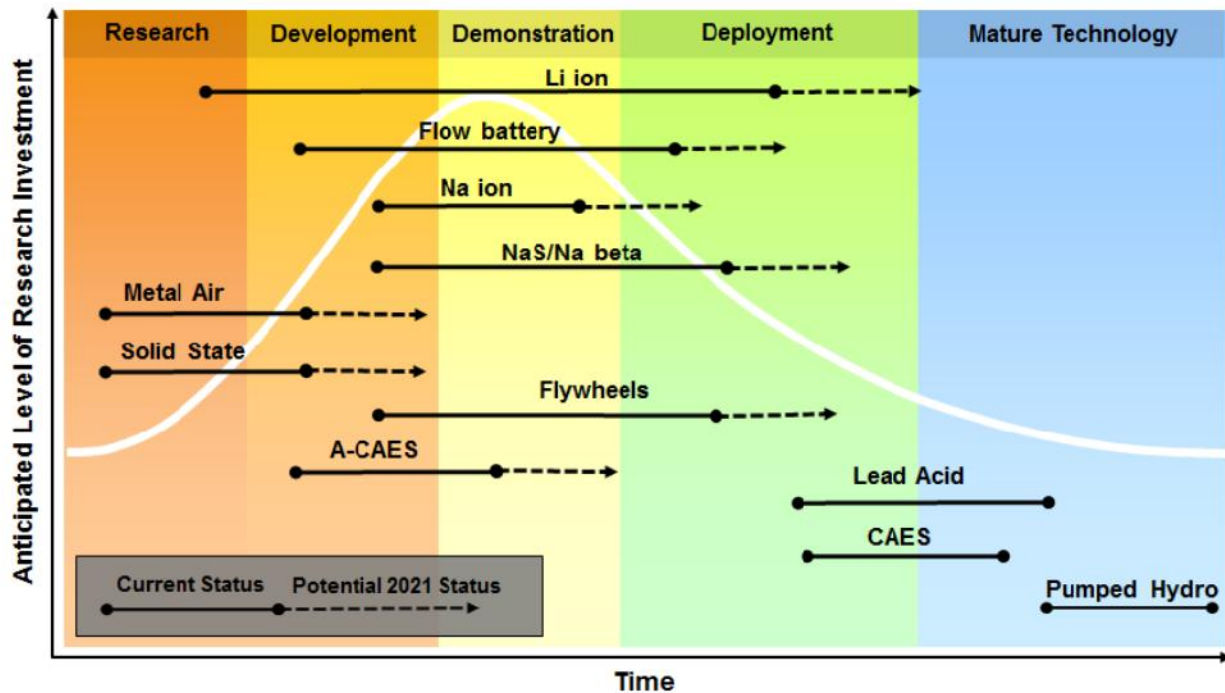 Research
Development
Demonstration
Deployment
Mature Technology
Li ion
Flow battery
Na ion
NaS/Na beta
Metal Air
Solid State
Flywheels
A-CAES
Lead Acid
CAES
Pumped Hydro
Current Status
Potential 2021 Status
Anticipated Level of Research Investment
Time